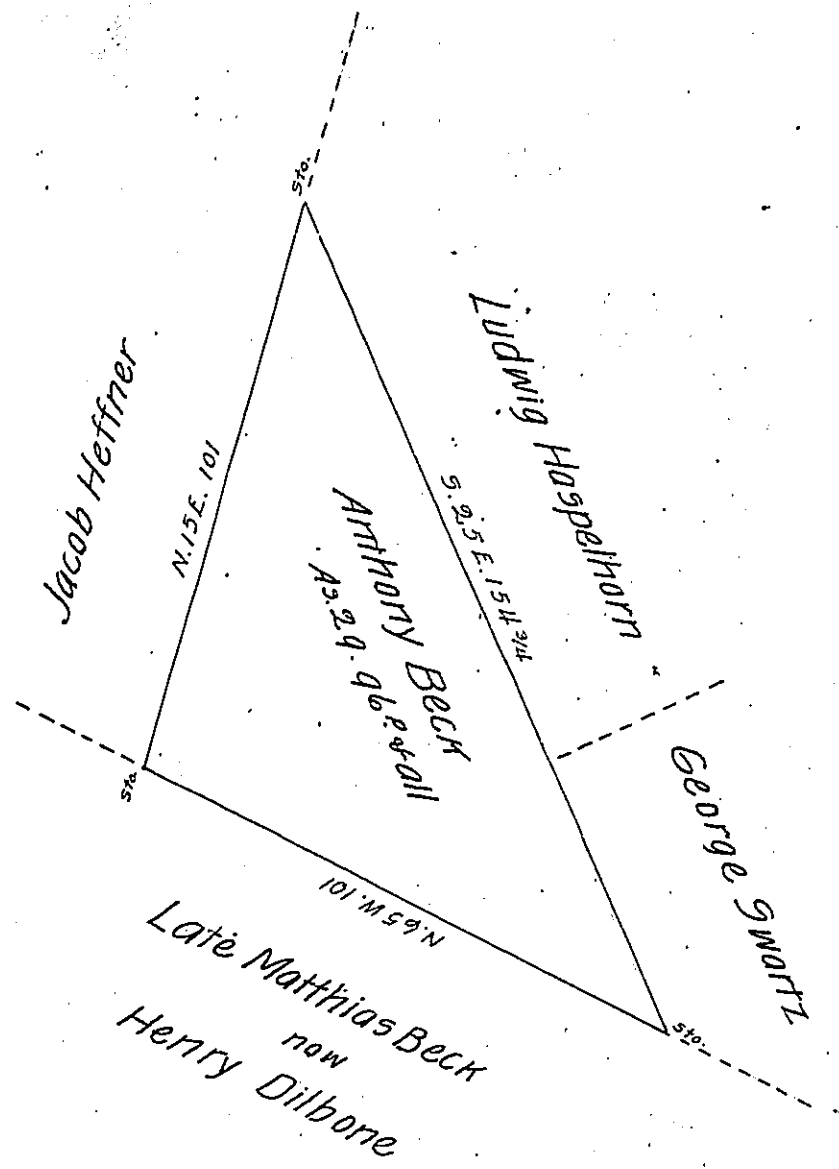 Sto.
Jacob Heffner
N.15E. 101
Ludwig Haspelhorn
S.25E.154 3/4
Anthony Beck
As.29.96 P. & all
Sto.
George Swartz
N.65W.101
Sto.
Late Matthias Beck
now
Henry Dilbone